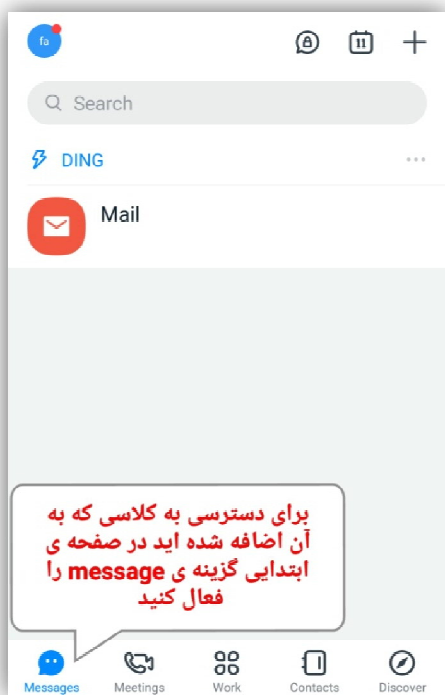 fa
11
Search
DING
Mail
برای دسترسی به کلاسی که به
آن اضافه شده اید در صفحه ی
ابتدایی گزینه ی message را
فعال کنید
Messages
Meetings
Work
Contacts
Discover